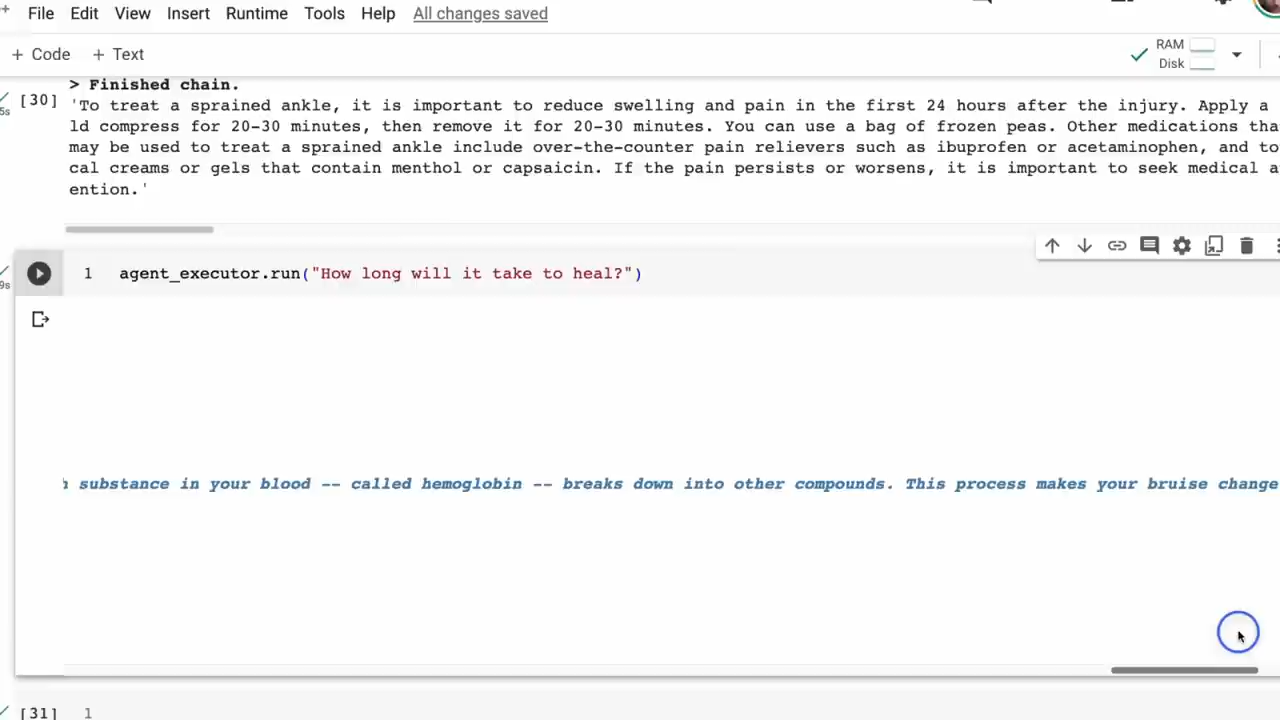 File Edit View Insert Runtime Tools Help All changes saved
+ Code + Text
RAM
Disk
> Finished chain.
[30]
'To treat a sprained ankle, it is important to reduce swelling and pain in the first 24 hours after the injury. Apply a
ld compress for 20-30 minutes, then remove it for 20-30 minutes. You can use a bag of frozen peas. Other medications tha
may be used to treat a sprained ankle include over-the-counter pain relievers such as ibuprofen or acetaminophen, and to
cal creams or gels that contain menthol or capsaicin. If the pain persists or worsens, it is important to seek medical a
ention.'
5s
1 agent_executor.run("How long will it take to heal?")
9s
h substance in your blood -- called hemoglobin -- breaks down into other compounds. This process makes your bruise change
[31] 1